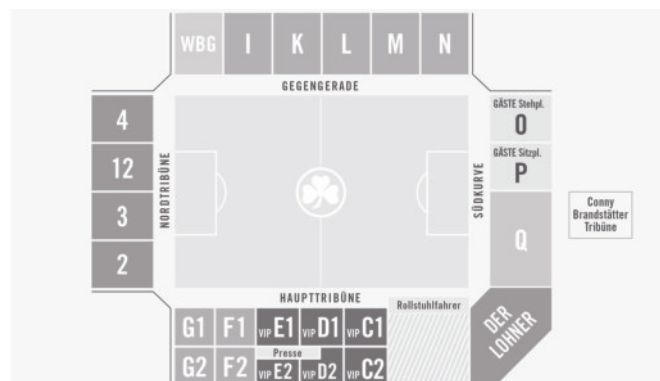 WBG I K L M N
GEGENGERADE
4
12
3
2
NORDTRIBÜNE
SÜDKURVE
GÄSTE Stehpl.
O
GÄSTE Sitzpl.
P
Q
Conny
Brandstätter
Tribüne
HAUPTTRIBÜNE
Rollstuhlfahrer
DER
LOHNER
G1 F1 VIP E1 VIP D1 VIP C1
Presse
G2 F2 VIP E2 VIP D2 VIP C2